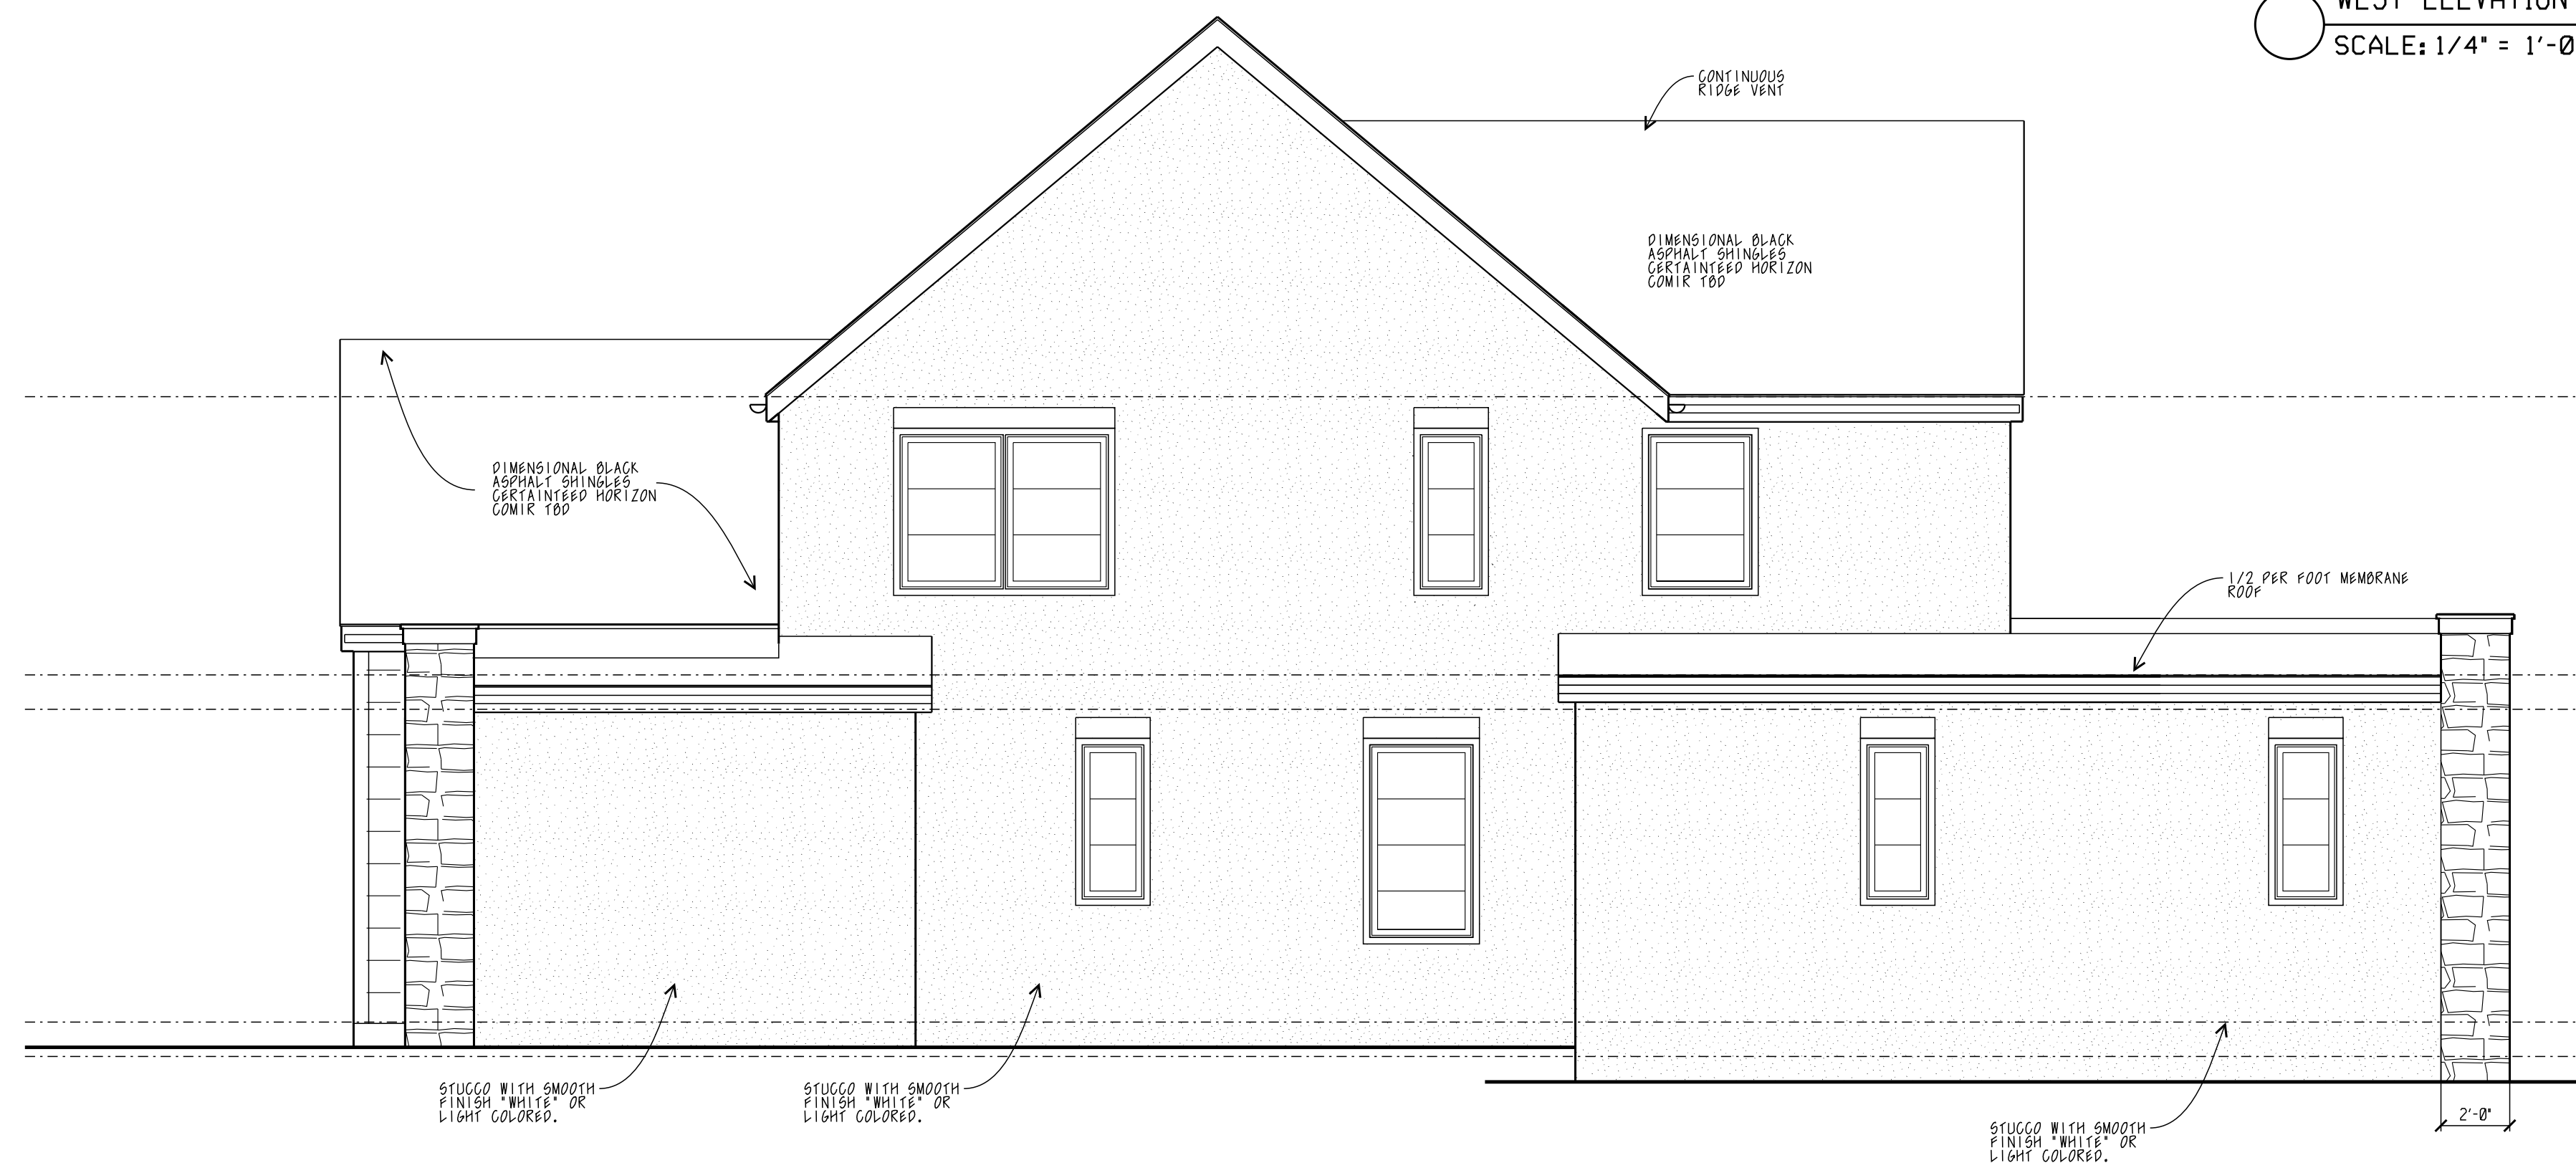 WEST ELEVATION
SCALE: 1/4" = 1'-0
CONTINUOUS
RIDGE VENT
DIMENSIONAL BLACK
ASPHALT SHINGLES
CERTAINTEED HORIZON
COMIR TBD
DIMENSIONAL BLACK
ASPHALT SHINGLES
CERTAINTEED HORIZON
COMIR TBD
1/2 PER FOOT MEMBRANE
ROOF
STUCCO WITH SMOOTH
FINISH "WHITE" OR
LIGHT COLORED.
STUCCO WITH SMOOTH
FINISH "WHITE" OR
LIGHT COLORED.
2'-0"
STUCCO WITH SMOOTH
FINISH "WHITE" OR
LIGHT COLORED.